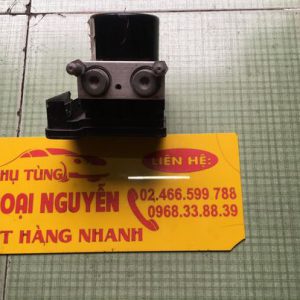 LIÊN HỆ:
HỤ TÙNG
OẠI NGUYỄN
02.466.599 788
0968.33.88.39
T HÀNG NHANH